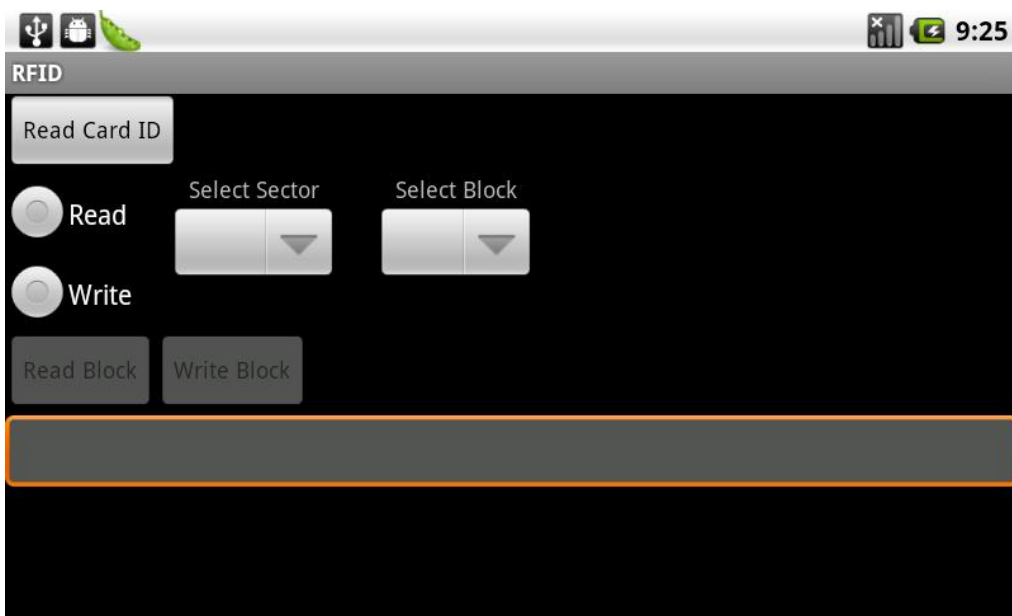 9:25
RFID
Read Card ID
Select Sector Select Block
Read
Write
Read Block Write Block